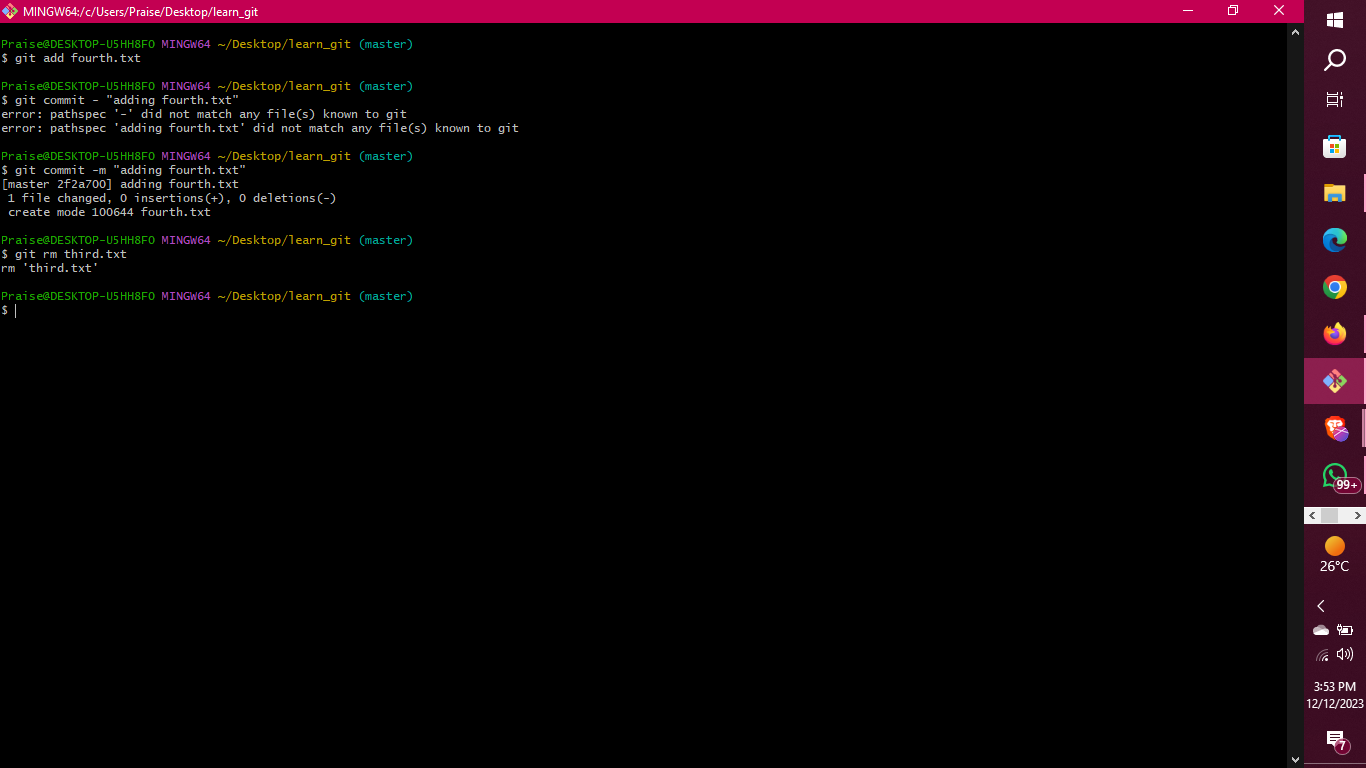 MINGW64:/c/Users/Praise/Desktop/learn_git
Praise@DESKTOP-U5HH8FO MINGW64 ~/Desktop/learn_git (master)
$ git add fourth.txt
Praise@DESKTOP-U5HH8FO MINGW64 ~/Desktop/learn_git (master)
$ git commit - "adding fourth.txt"
error: pathspec '-' did not match any file(s) known to git
error: pathspec 'adding fourth.txt' did not match any file(s) known to git
Praise@DESKTOP-U5HH8FO MINGW64 ~/Desktop/learn_git (master)
$ git commit -m "adding fourth.txt"
[master 2f2a700] adding fourth.txt
 1 file changed, 0 insertions(+), 0 deletions(-)
 create mode 100644 fourth.txt
Praise@DESKTOP-U5HH8FO MINGW64 ~/Desktop/learn_git (master)
$ git rm third.txt
rm 'third.txt'
Praise@DESKTOP-U5HH8FO MINGW64 ~/Desktop/learn_git (master)
$
99+
26°C
3:53 PM
12/12/2023
7